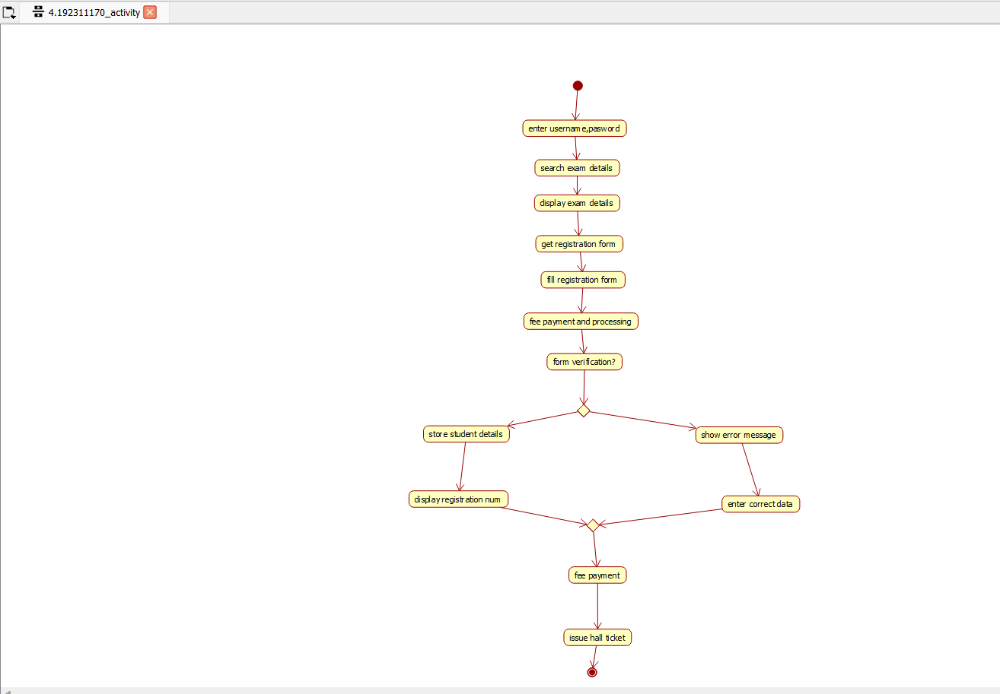 4.192311170_activity
enter username,pasword
search exam details
display exam details
get registration form
fill registration form
fee payment and processing
form verification?
store student details
show error message
display registration num
enter correct data
fee payment
issue hall ticket